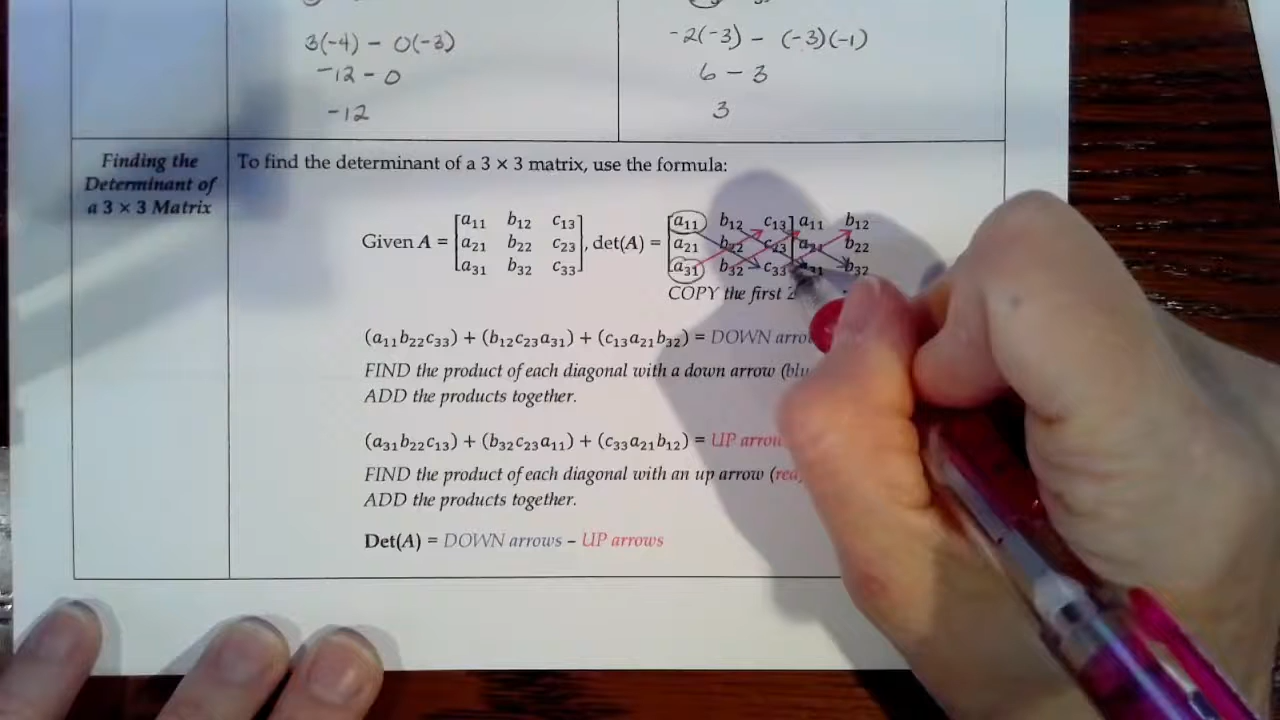 3(-4) - 0(-3)
-12 - 0
-12
-2(-3) - (-3)(-1)
6 - 3
3
Finding the
Determinant of
a 3 × 3 Matrix
To find the determinant of a 3 × 3 matrix, use the formula:
a₁₁ b₁₂ c₁₃
Given A = a₂₁ b₂₂ c₂₃ ,
a₃₁ b₃₂ c₃₃
a₁₁ b₁₂ c₁₃ a₁₁ b₁₂
det(A) = a₂₁ b₂₂ c₂₃ a₂₁ b₂₂
a₃₁ b₃₂ c₃₃ a₃₁ b₃₂
COPY the first 2
(a₁₁b₂₂c₃₃) + (b₁₂c₂₃a₃₁) + (c₁₃a₂₁b₃₂) = DOWN
FIND the product of each diagonal with a down arrow
ADD the products together.
(a₃₁b₂₂c₁₃) + (b₃₂c₂₃a₁₁) + (c₃₃a₂₁b₁₂) = UP
FIND the product of each diagonal with an up arrow (red
ADD the products together.
Det(A) = DOWN arrows – UP arrows